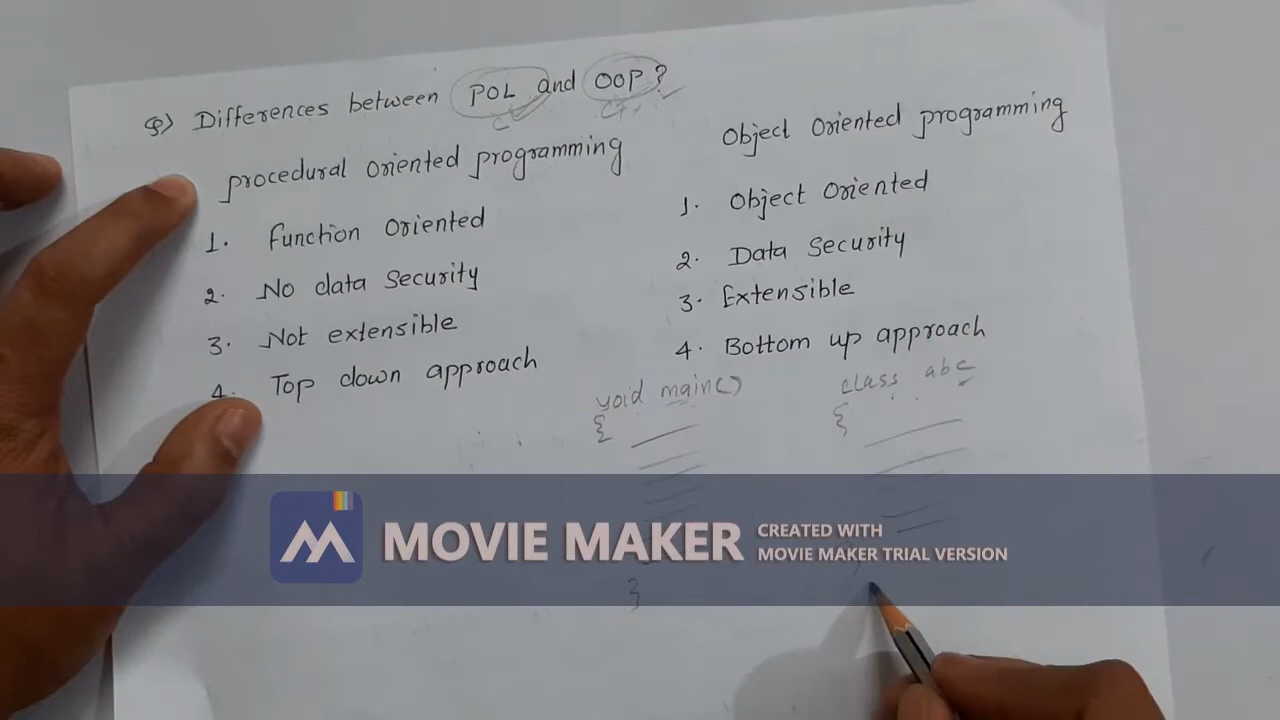 Q) Differences between POL and OOP?
C
C++
procedural Oriented programming
1. Function Oriented
2. No data Security
3. Not extensible
4. Top down approach
Object Oriented programming
1. Object Oriented
2. Data Security
3. Extensible
4. Bottom up approach
void main()
{
}
class abc
{
MOVIE MAKER
CREATED WITH
MOVIE MAKER TRIAL VERSION